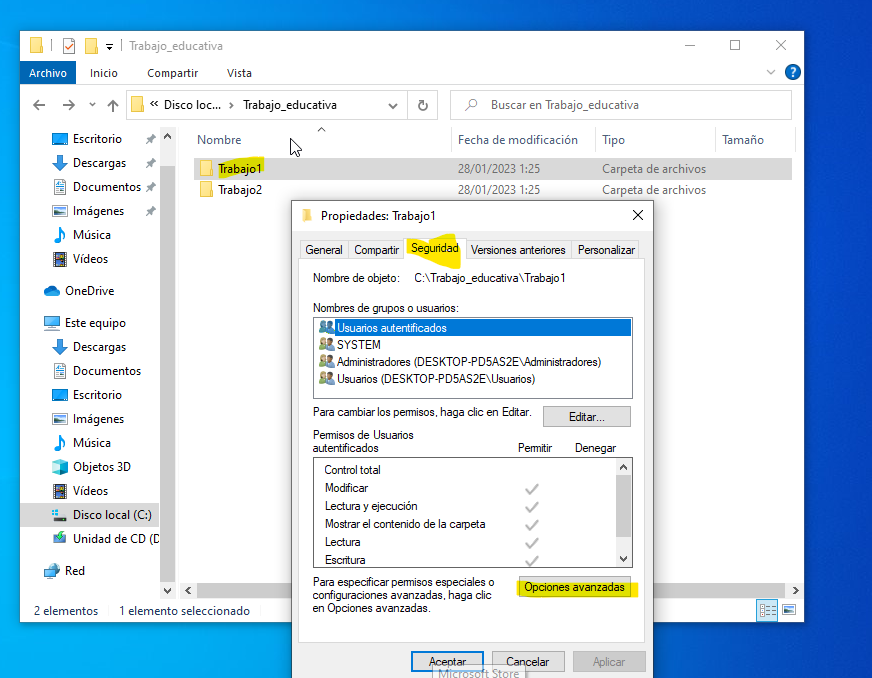 Trabajo_educativa
Archivo
Inicio
Compartir
Vista
?
« Disco loc... › Trabajo_educativa
Buscar en Trabajo_educativa
Escritorio
Descargas
Documentos
Imágenes
Música
Vídeos
OneDrive
Este equipo
Descargas
Documentos
Escritorio
Imágenes
Música
Objetos 3D
Vídeos
Disco local (C:)
Unidad de CD (D
Red
Nombre
Fecha de modificación
Tipo
Tamaño
Trabajo1
28/01/2023 1:25
Carpeta de archivos
Trabajo2
28/01/2023 1:25
Carpeta de archivos
Propiedades: Trabajo1
General
Compartir
Seguridad
Versiones anteriores
Personalizar
Nombre de objeto: C:\Trabajo_educativa\Trabajo1
Nombres de grupos o usuarios:
Usuarios autentificados
SYSTEM
Administradores (DESKTOP-PD5AS2E\Administradores)
Usuarios (DESKTOP-PD5AS2E\Usuarios)
Para cambiar los permisos, haga clic en Editar.
Editar...
Permisos de Usuarios
autentificados
Permitir
Denegar
Control total
Modificar
Lectura y ejecución
Mostrar el contenido de la carpeta
Lectura
Escritura
Para especificar permisos especiales o
configuraciones avanzadas, haga clic
en Opciones avanzadas.
Opciones avanzadas
Aceptar
Cancelar
Aplicar
Microsoft Store
2 elementos
1 elemento seleccionado